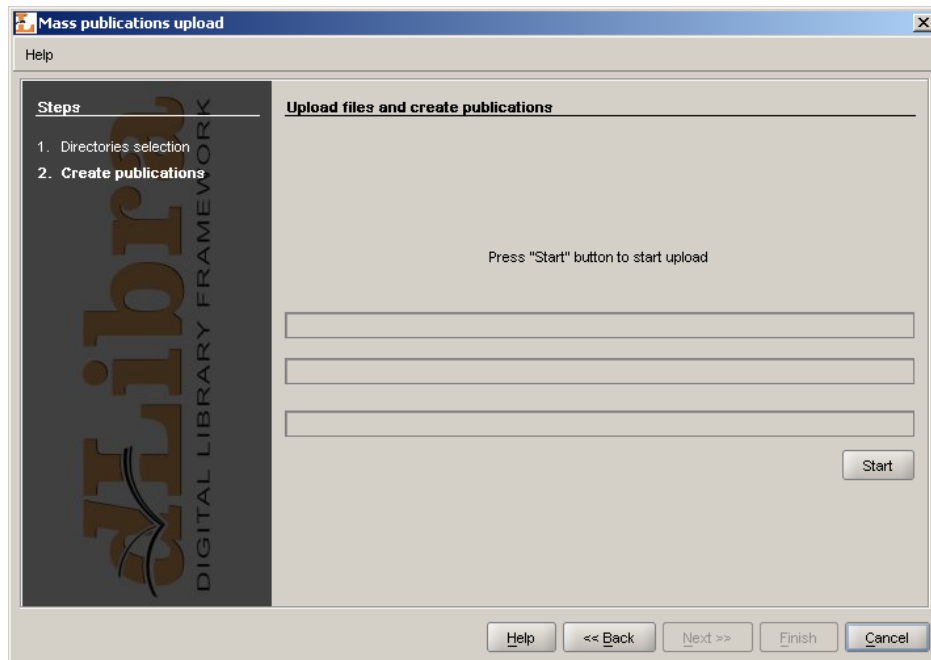 Mass publications upload
Help
Steps
1. Directories selection
2. Create publications
dLibra
DIGITAL LIBRARY FRAMEWORK
Upload files and create publications
Press "Start" button to start upload
Start
Help
<< Back
Next >>
Finish
Cancel